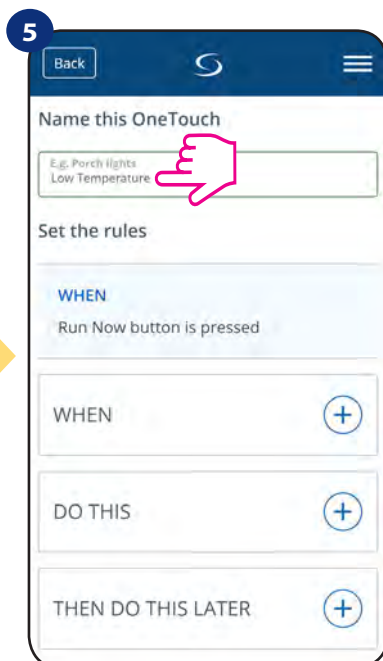 5
Back
Name this OneTouch
E.g. Porch lights
Low Temperature
Set the rules
WHEN
Run Now button is pressed
WHEN
DO THIS
THEN DO THIS LATER